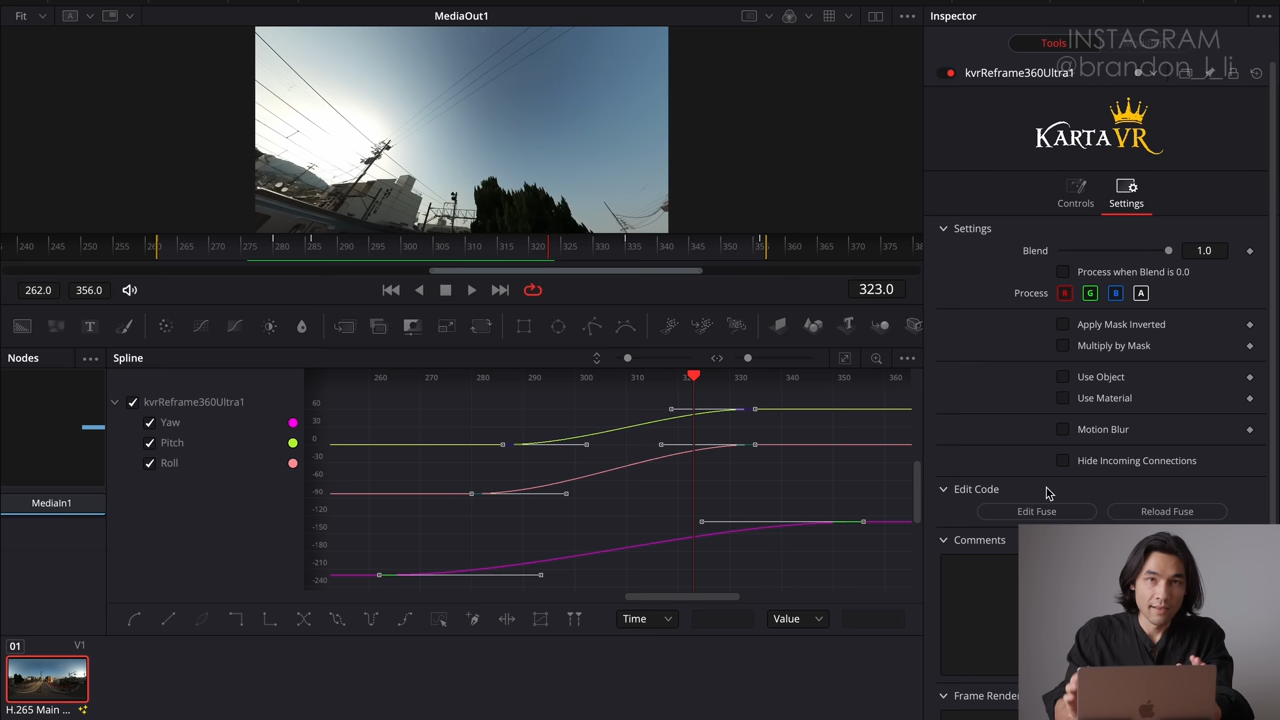 Fit
MediaOut1
Inspector
INSTAGRAM
@brandon_l_li
Tools
kvrReframe360Ultra1
KARTAVR
Controls
Settings
Settings
Blend
1.0
Process when Blend is 0.0
Process
R
G
B
A
Apply Mask Inverted
Multiply by Mask
Use Object
Use Material
Motion Blur
Hide Incoming Connections
Edit Code
Edit Fuse
Reload Fuse
Comments
Frame Render
240 245 250 255 260 265 270 275 280 285 290 295 300 305 310 315 320 325 330 335 340 345 350 355 360 365 370 375
262.0
356.0
323.0
T
Nodes
Spline
kvrReframe360Ultra1
Yaw
Pitch
Roll
260 270 280 290 300 310 330 340 350 360
60
30
0
-30
-60
-90
-120
-150
-180
-210
-240
MediaIn1
Time
Value
01
V1
H.265 Main ...